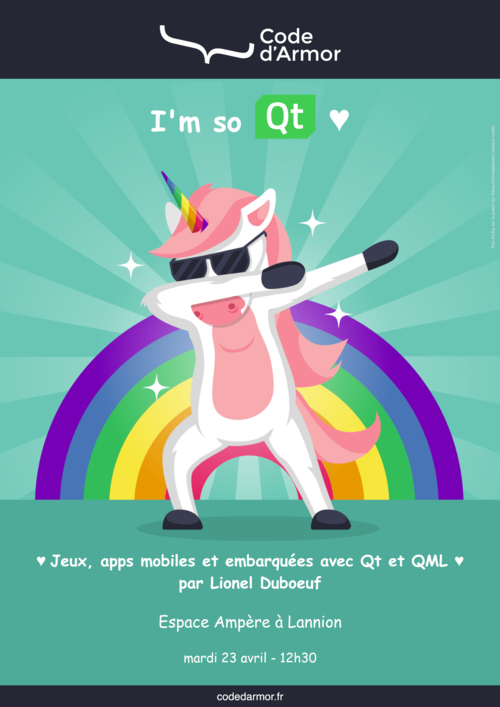 Code
d'Armor
I'm so Qt ♥
♥ Jeux, apps mobiles et embarquées avec Qt et QML ♥
par Lionel Duboeuf
Espace Ampère à Lannion
mardi 23 avril - 12h30
codedarmor.fr